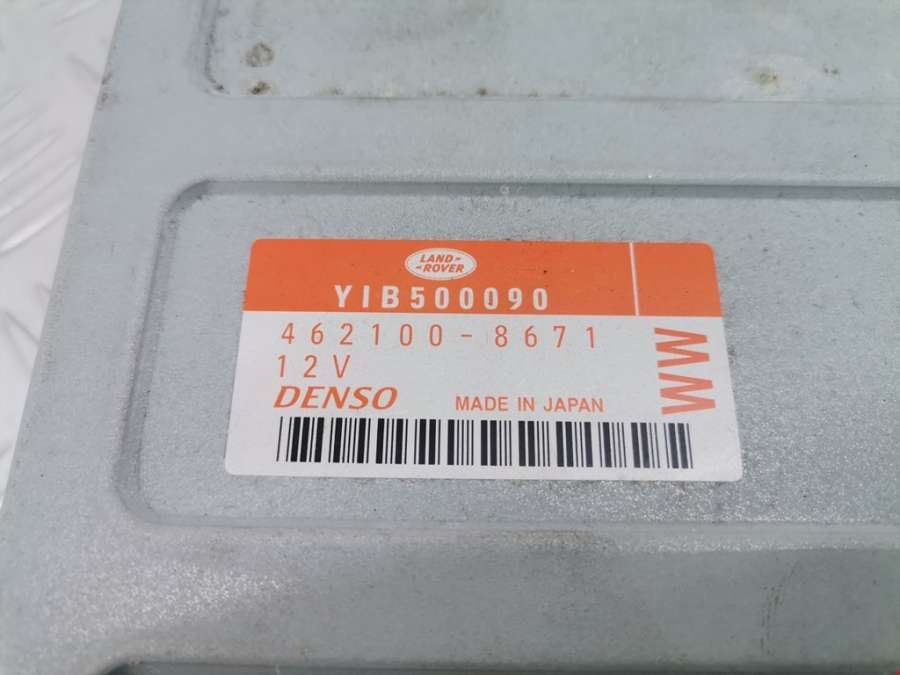 LAND-
-ROVER
YIB500090
462100-8671
12V
DENSO MADE IN JAPAN
WW